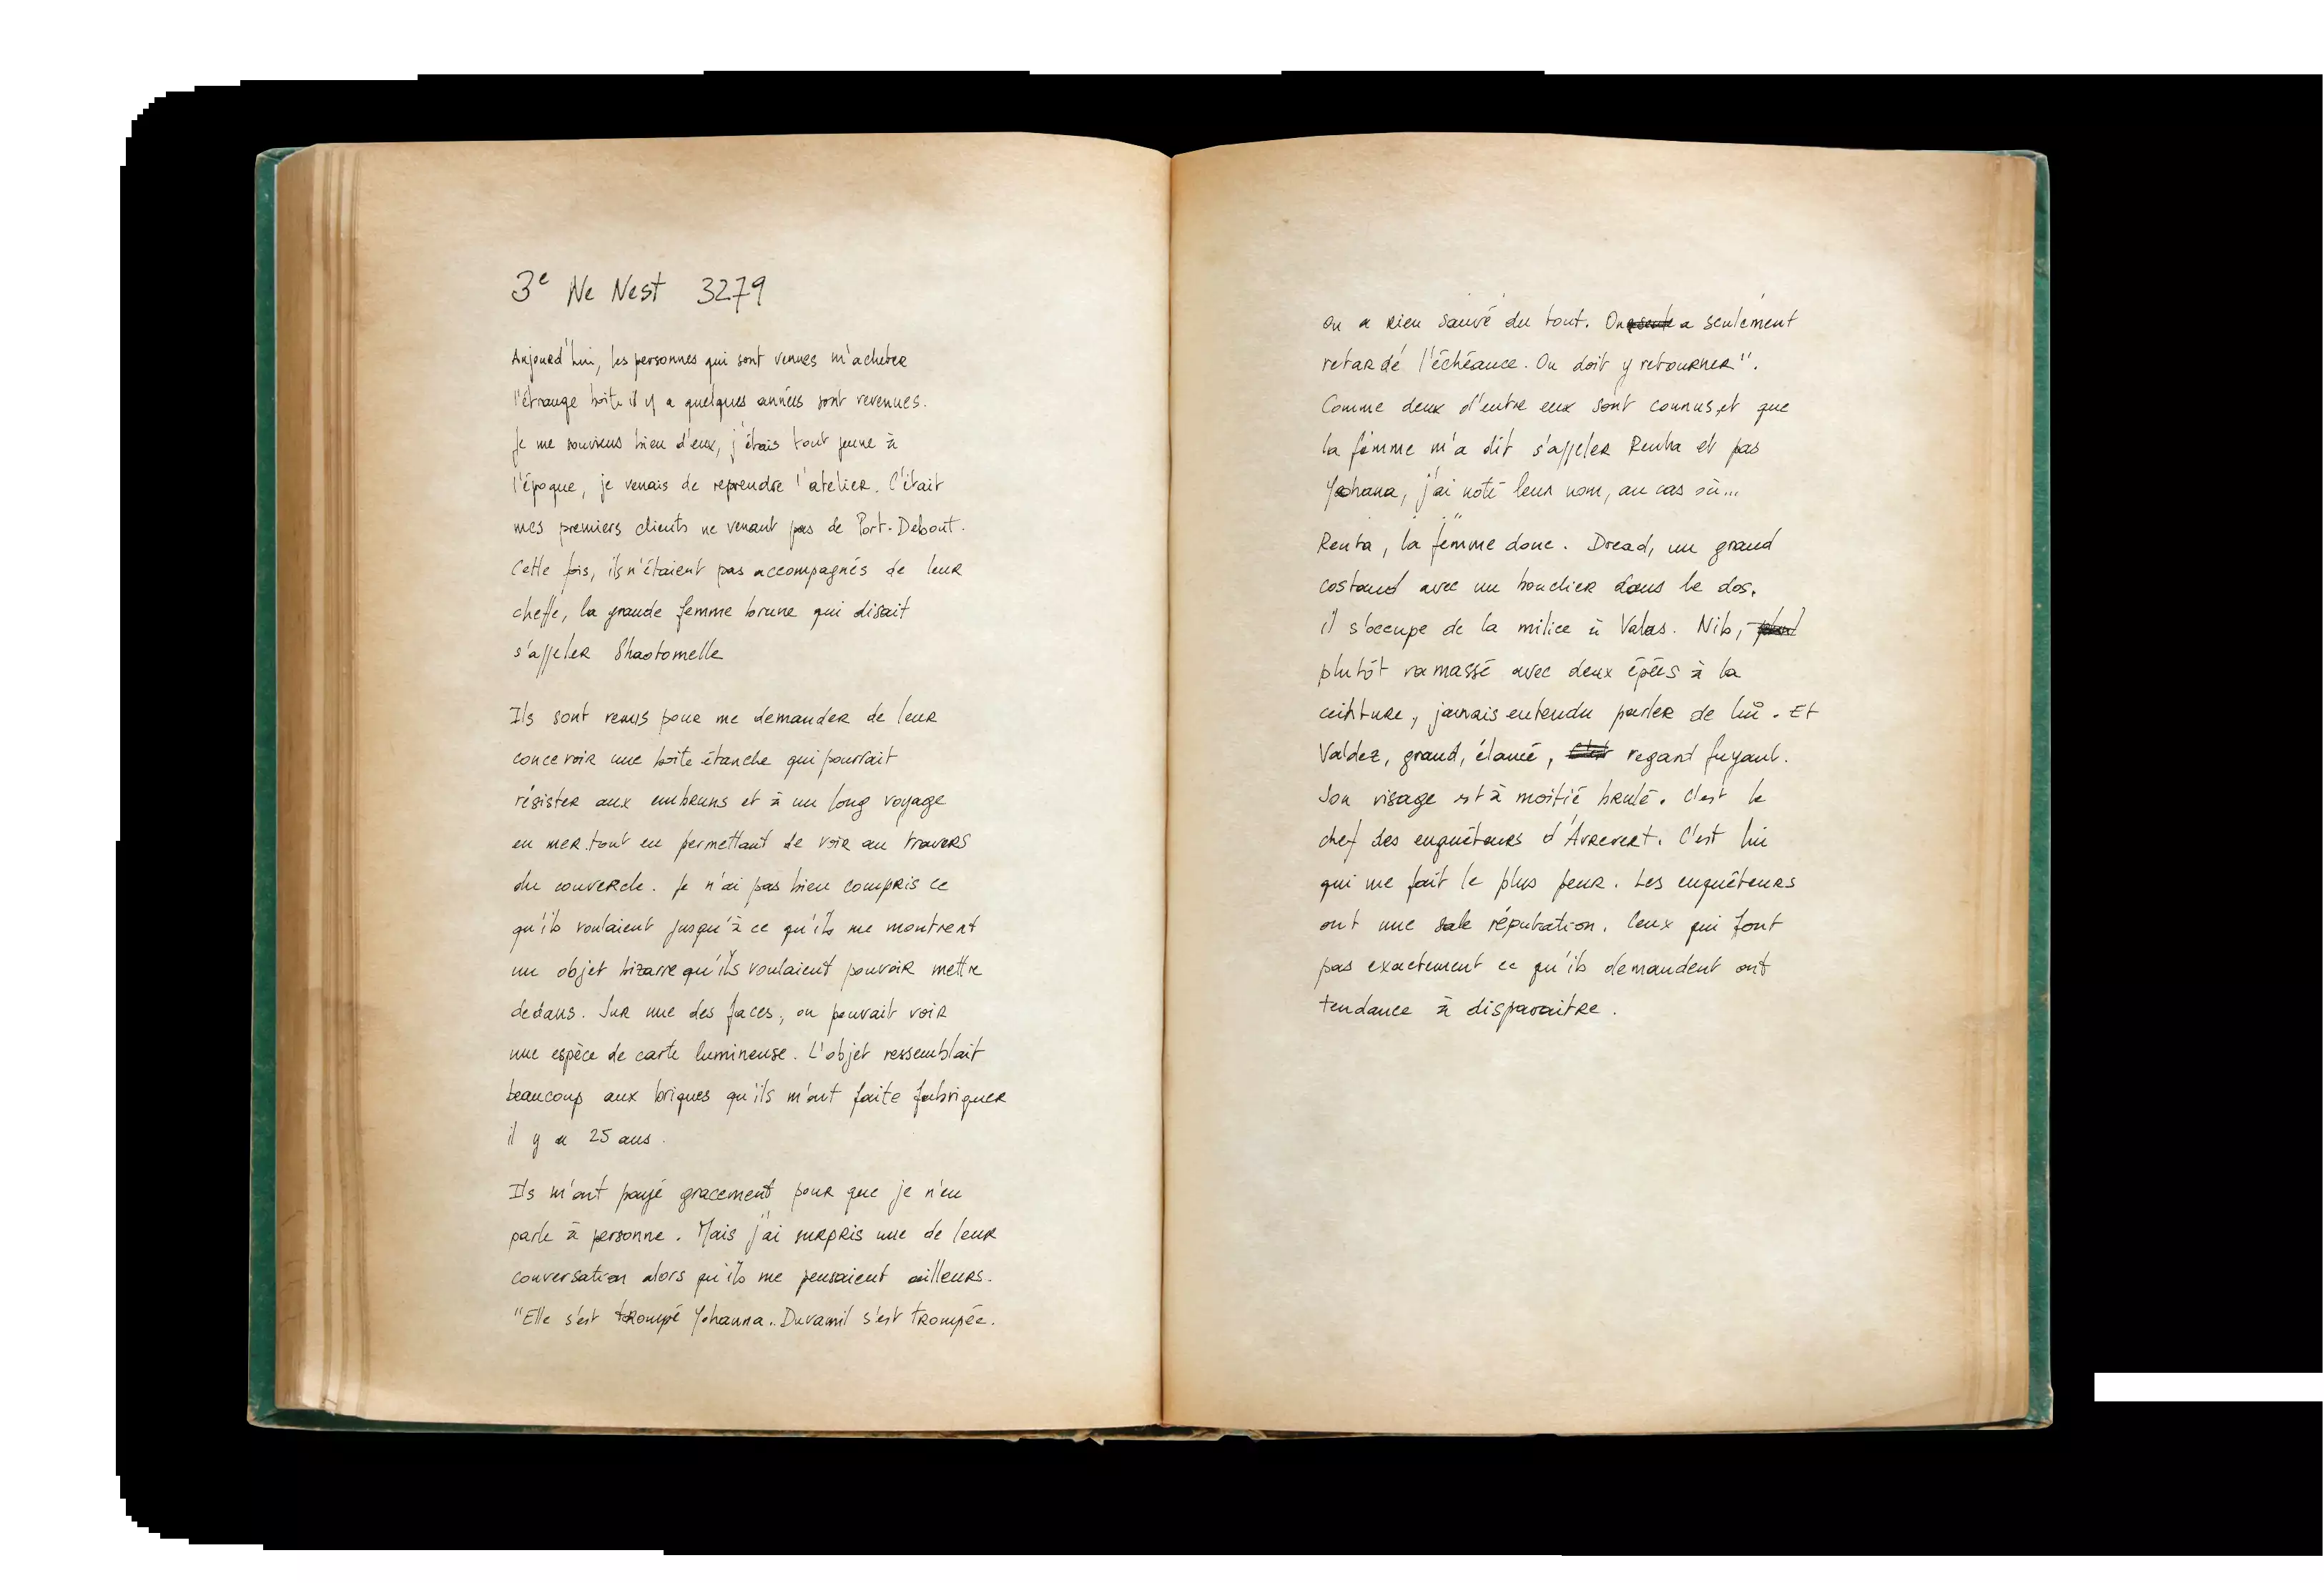 3e Ne Nest 3279
Aujourd'hui, les personnes qui sont venues m'acheter
l'étrange boite il y a quelques années sont revenues.
Je me souviens bien d'eux, j'étais tout jeune à
l'époque, je venais de reprendre l'atelier. C'était
mes premiers clients ne venant pas de Port-Debout.
Cette fois, ils n'étaient pas accompagnés de leur
cheffe, la grande femme brune qui disait
s'appeler Shaotomelle
Ils sont venus pour me demander de leur
concevoir une boite étanche qui pourrait
résister aux embruns et à un long voyage
en mer tout en permettant de voir au travers
du couvercle. Je n'ai pas bien compris ce
qu'ils voulaient jusqu'à ce qu'ils me montrent
un objet bizarre qu'ils voulaient pouvoir mettre
dedans. Sur une des faces, on pouvait voir
une espèce de carte lumineuse. L'objet ressemblait
beaucoup aux briques qu'ils m'ont faite fabriquer
il y a 25 ans.
Ils m'ont payé gracement pour que je n'en
parle à personne. Mais j'ai surpris une de leur
conversation alors qu'ils me pensaient ailleurs.
"Elle s'est trompé Yohanna.. Duramil s'est trompée.
On a rien sauvé du tout. On a seulement
retardé l'échéance. On doit y retourner".
Comme deux d'entre eux sont connus, et que
la femme m'a dit s'appeler Renta et pas
Yohana, j'ai noté leur nom, au cas où...
Renta, la femme donc. Dread, un grand
costaud avec un bouclier dans le dos.
il s'occupe de la milice à Valas. Nib,
plutôt ramassé avec deux épées à la
ceinture, jamais entendu parler de lui. Et
Valdez, grand, élancé, regard fuyant.
Son visage est à moitié brulé. C'est le
chef des enquêteurs d'Avrevert. C'est lui
qui me fait le plus peur. Les enquêteurs
ont une sale réputation. Ceux qui font
pas exactement ce qu'ils demandent ont
tendance à disparaitre.